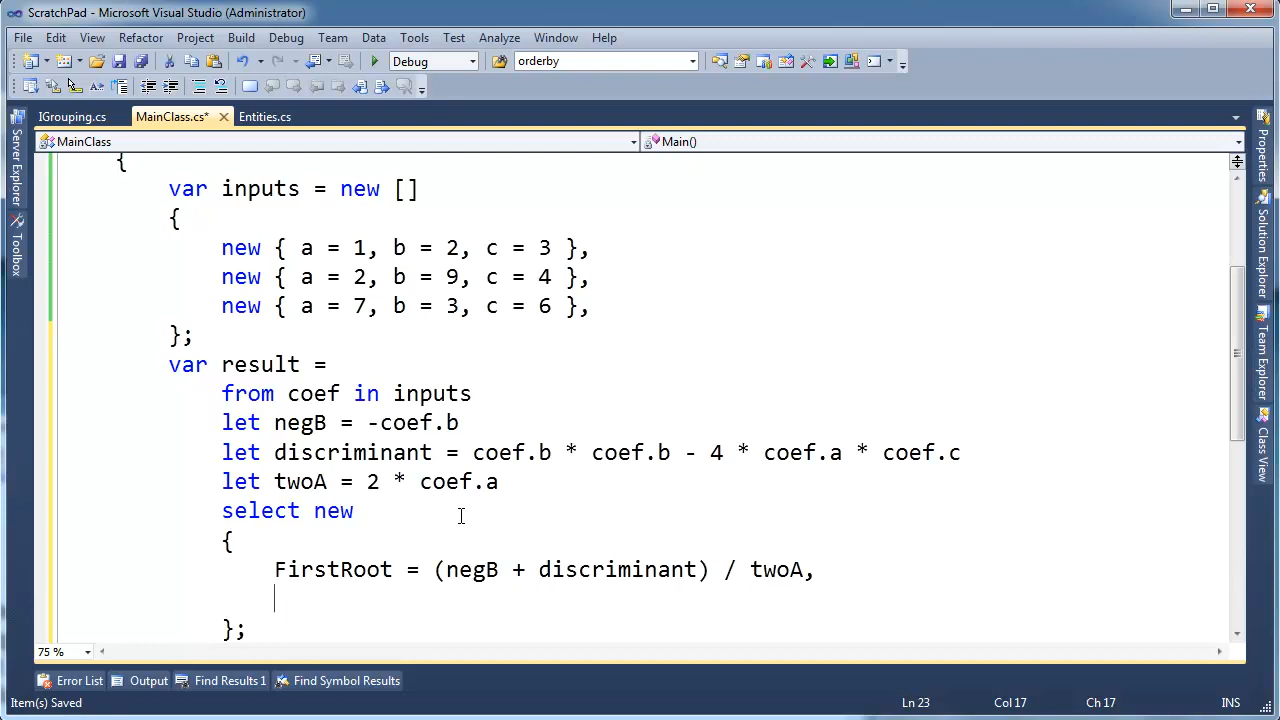 ScratchPad - Microsoft Visual Studio (Administrator)
File Edit View Refactor Project Build Debug Team Data Tools Test Analyze Window Help
Debug orderby
IGrouping.cs MainClass.cs* Entities.cs
MainClass Main()
{
var inputs = new []
{
new { a = 1, b = 2, c = 3 },
new { a = 2, b = 9, c = 4 },
new { a = 7, b = 3, c = 6 },
};
var result =
from coef in inputs
let negB = -coef.b
let discriminant = coef.b * coef.b - 4 * coef.a * coef.c
let twoA = 2 * coef.a
select new
{
FirstRoot = (negB + discriminant) / twoA,
};
75 %
Server Explorer
Toolbox
Properties
Solution Explorer
Team Explorer
Class View
Error List Output Find Results 1 Find Symbol Results
Item(s) Saved Ln 23 Col 17 Ch 17 INS